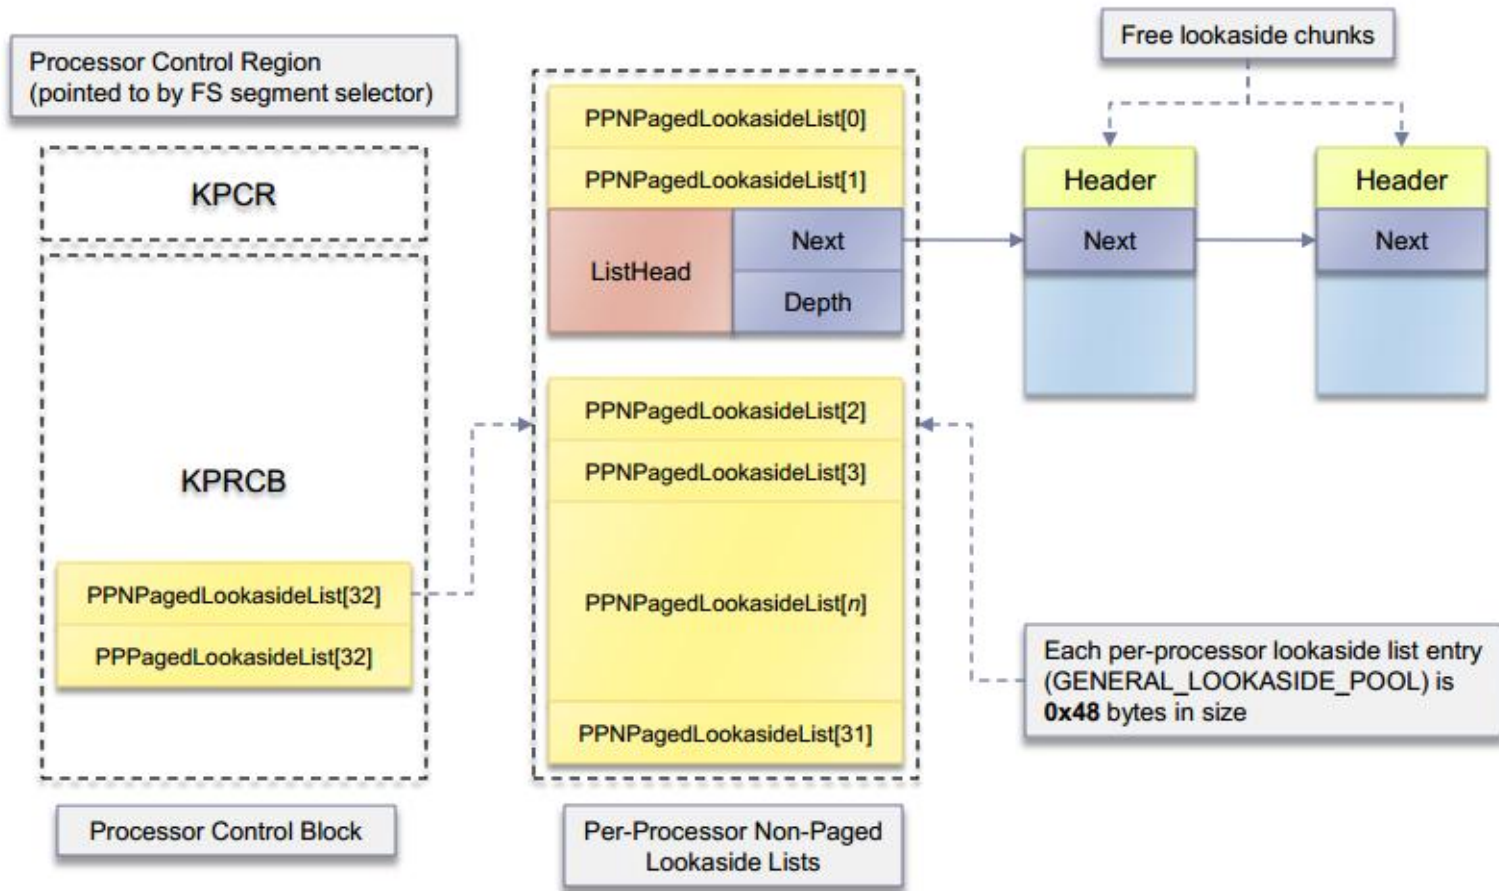 Processor Control Region
(pointed to by FS segment selector)
KPCR
KPRCB
PPNPagedLookasideList[32]
PPPagedLookasideList[32]
Processor Control Block
PPNPagedLookasideList[0]
PPNPagedLookasideList[1]
ListHead
Next
Depth
PPNPagedLookasideList[2]
PPNPagedLookasideList[3]
PPNPagedLookasideList[n]
PPNPagedLookasideList[31]
Per-Processor Non-Paged
Lookaside Lists
Free lookaside chunks
Header
Next
Header
Next
Each per-processor lookaside list entry
(GENERAL_LOOKASIDE_POOL) is
0x48 bytes in size